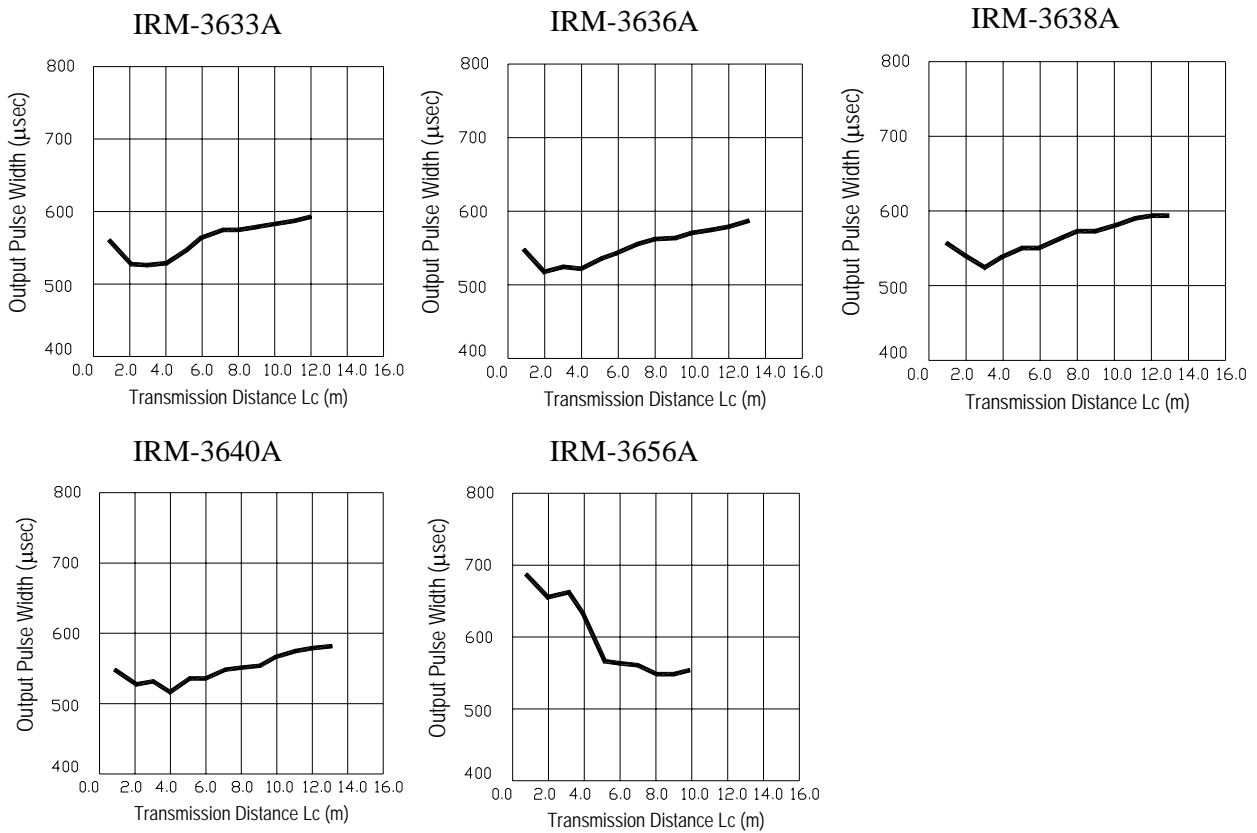 IRM-3633A
800
700
600
500
400
0.0 2.0 4.0 6.0 8.0 10.0 12.0 14.0 16.0
Output Pulse Width (µsec)
Transmission Distance Lc (m)
IRM-3636A
800
700
600
500
400
0.0 2.0 4.0 6.0 8.0 10.0 12.0 14.0 16.0
Output Pulse Width (µsec)
Transmission Distance Lc (m)
IRM-3638A
800
700
600
500
400
0.0 2.0 4.0 6.0 8.0 10.0 12.0 14.0 16.0
Output Pulse Width (µsec)
Transmission Distance Lc (m)
IRM-3640A
800
700
600
500
400
0.0 2.0 4.0 6.0 8.0 10.0 12.0 14.0 16.0
Output Pulse Width (µsec)
Transmission Distance Lc (m)
IRM-3656A
800
700
600
500
400
0.0 2.0 4.0 6.0 8.0 10.0 12.0 14.0 16.0
Output Pulse Width (µsec)
Transmission Distance Lc (m)